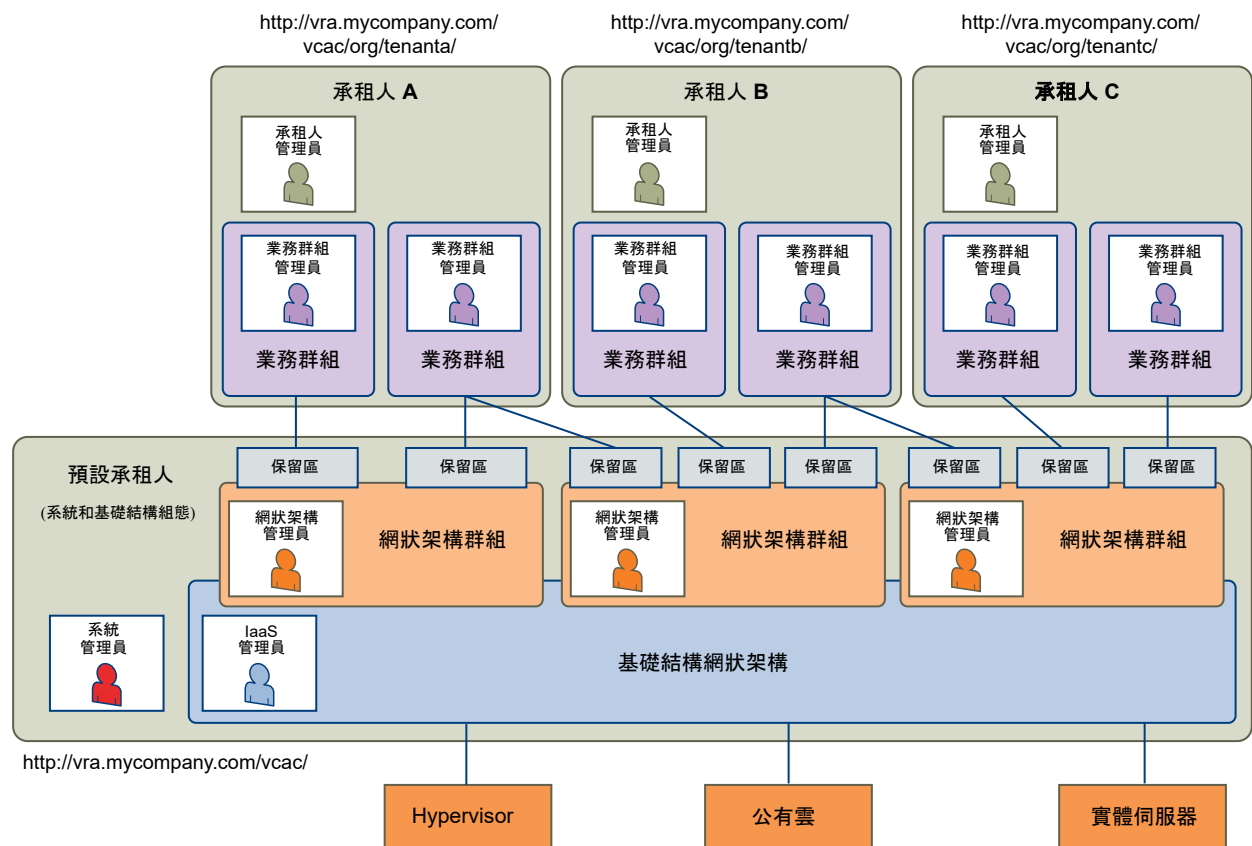 http://vra.mycompany.com/
vcac/org/tenanta/
http://vra.mycompany.com/
vcac/org/tenantb/
http://vra.mycompany.com/
vcac/org/tenantc/
承租人 A
承租人 B
承租人 C
承租人
管理員
承租人
管理員
承租人
管理員
業務群組
管理員
業務群組
管理員
業務群組
管理員
業務群組
管理員
業務群組
管理員
業務群組
管理員
業務群組
業務群組
業務群組
業務群組
業務群組
業務群組
預設承租人
(系統和基礎結構組態)
保留區
保留區
保留區
保留區
保留區
保留區
保留區
保留區
網狀架構
管理員
網狀架構群組
網狀架構
管理員
網狀架構群組
網狀架構
管理員
網狀架構群組
系統
管理員
IaaS
管理員
基礎結構網狀架構
http://vra.mycompany.com/vcac/
Hypervisor
公有雲
實體伺服器